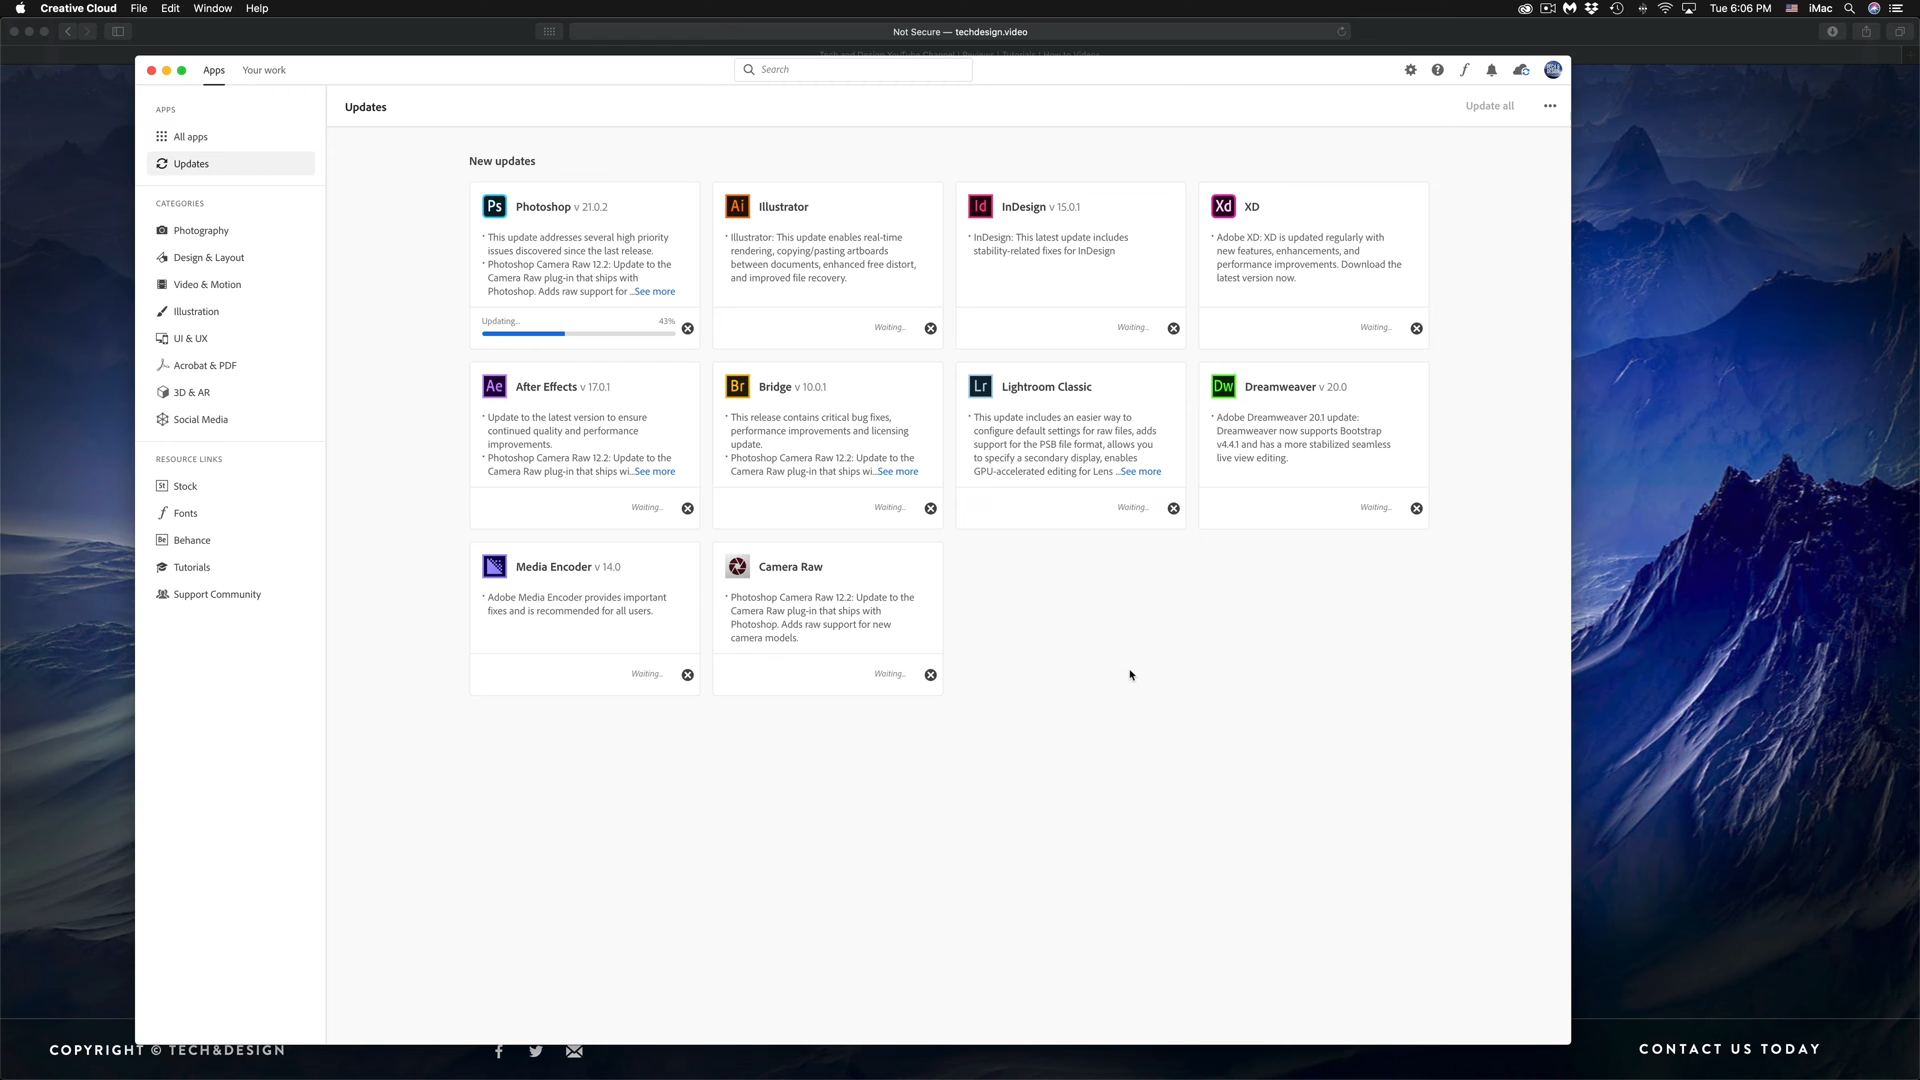 Creative Cloud File Edit Window Help
Tue 6:06 PM iMac
Not Secure — techdesign.video
Tech and Design YouTube Channel | Reviews | Tutorials | How to Videos
Apps Your work
Search
APPS
All apps
Updates
CATEGORIES
Photography
Design & Layout
Video & Motion
Illustration
UI & UX
Acrobat & PDF
3D & AR
Social Media
RESOURCE LINKS
St Stock
Fonts
Be Behance
Tutorials
Support Community
Updates
Update all
New updates
Ps Photoshop v 21.0.2
• This update addresses several high priority
issues discovered since the last release.
• Photoshop Camera Raw 12.2: Update to the
Camera Raw plug-in that ships with
Photoshop. Adds raw support for ...See more
Updating.. 43%
Ai Illustrator
• Illustrator: This update enables real-time
rendering, copying/pasting artboards
between documents, enhanced free distort,
and improved file recovery.
Waiting..
Id InDesign v 15.0.1
• InDesign: This latest update includes
stability-related fixes for InDesign
Waiting..
Xd XD
• Adobe XD: XD is updated regularly with
new features, enhancements, and
performance improvements. Download the
latest version now.
Waiting..
Ae After Effects v 17.0.1
• Update to the latest version to ensure
continued quality and performance
improvements.
• Photoshop Camera Raw 12.2: Update to the
Camera Raw plug-in that ships wi...See more
Waiting..
Br Bridge v 10.0.1
• This release contains critical bug fixes,
performance improvements and licensing
update.
• Photoshop Camera Raw 12.2: Update to the
Camera Raw plug-in that ships wi...See more
Waiting..
Lr Lightroom Classic
• This update includes an easier way to
configure default settings for raw files, adds
support for the PSB file format, allows you
to specify a secondary display, enables
GPU-accelerated editing for Lens ...See more
Waiting..
Dw Dreamweaver v 20.0
• Adobe Dreamweaver 20.1 update:
Dreamweaver now supports Bootstrap
v4.4.1 and has a more stabilized seamless
live view editing.
Waiting..
Media Encoder v 14.0
• Adobe Media Encoder provides important
fixes and is recommended for all users.
Waiting..
Camera Raw
• Photoshop Camera Raw 12.2: Update to the
Camera Raw plug-in that ships with
Photoshop. Adds raw support for new
camera models.
Waiting..
COPYRIGHT © TECH&DESIGN
CONTACT US TODAY